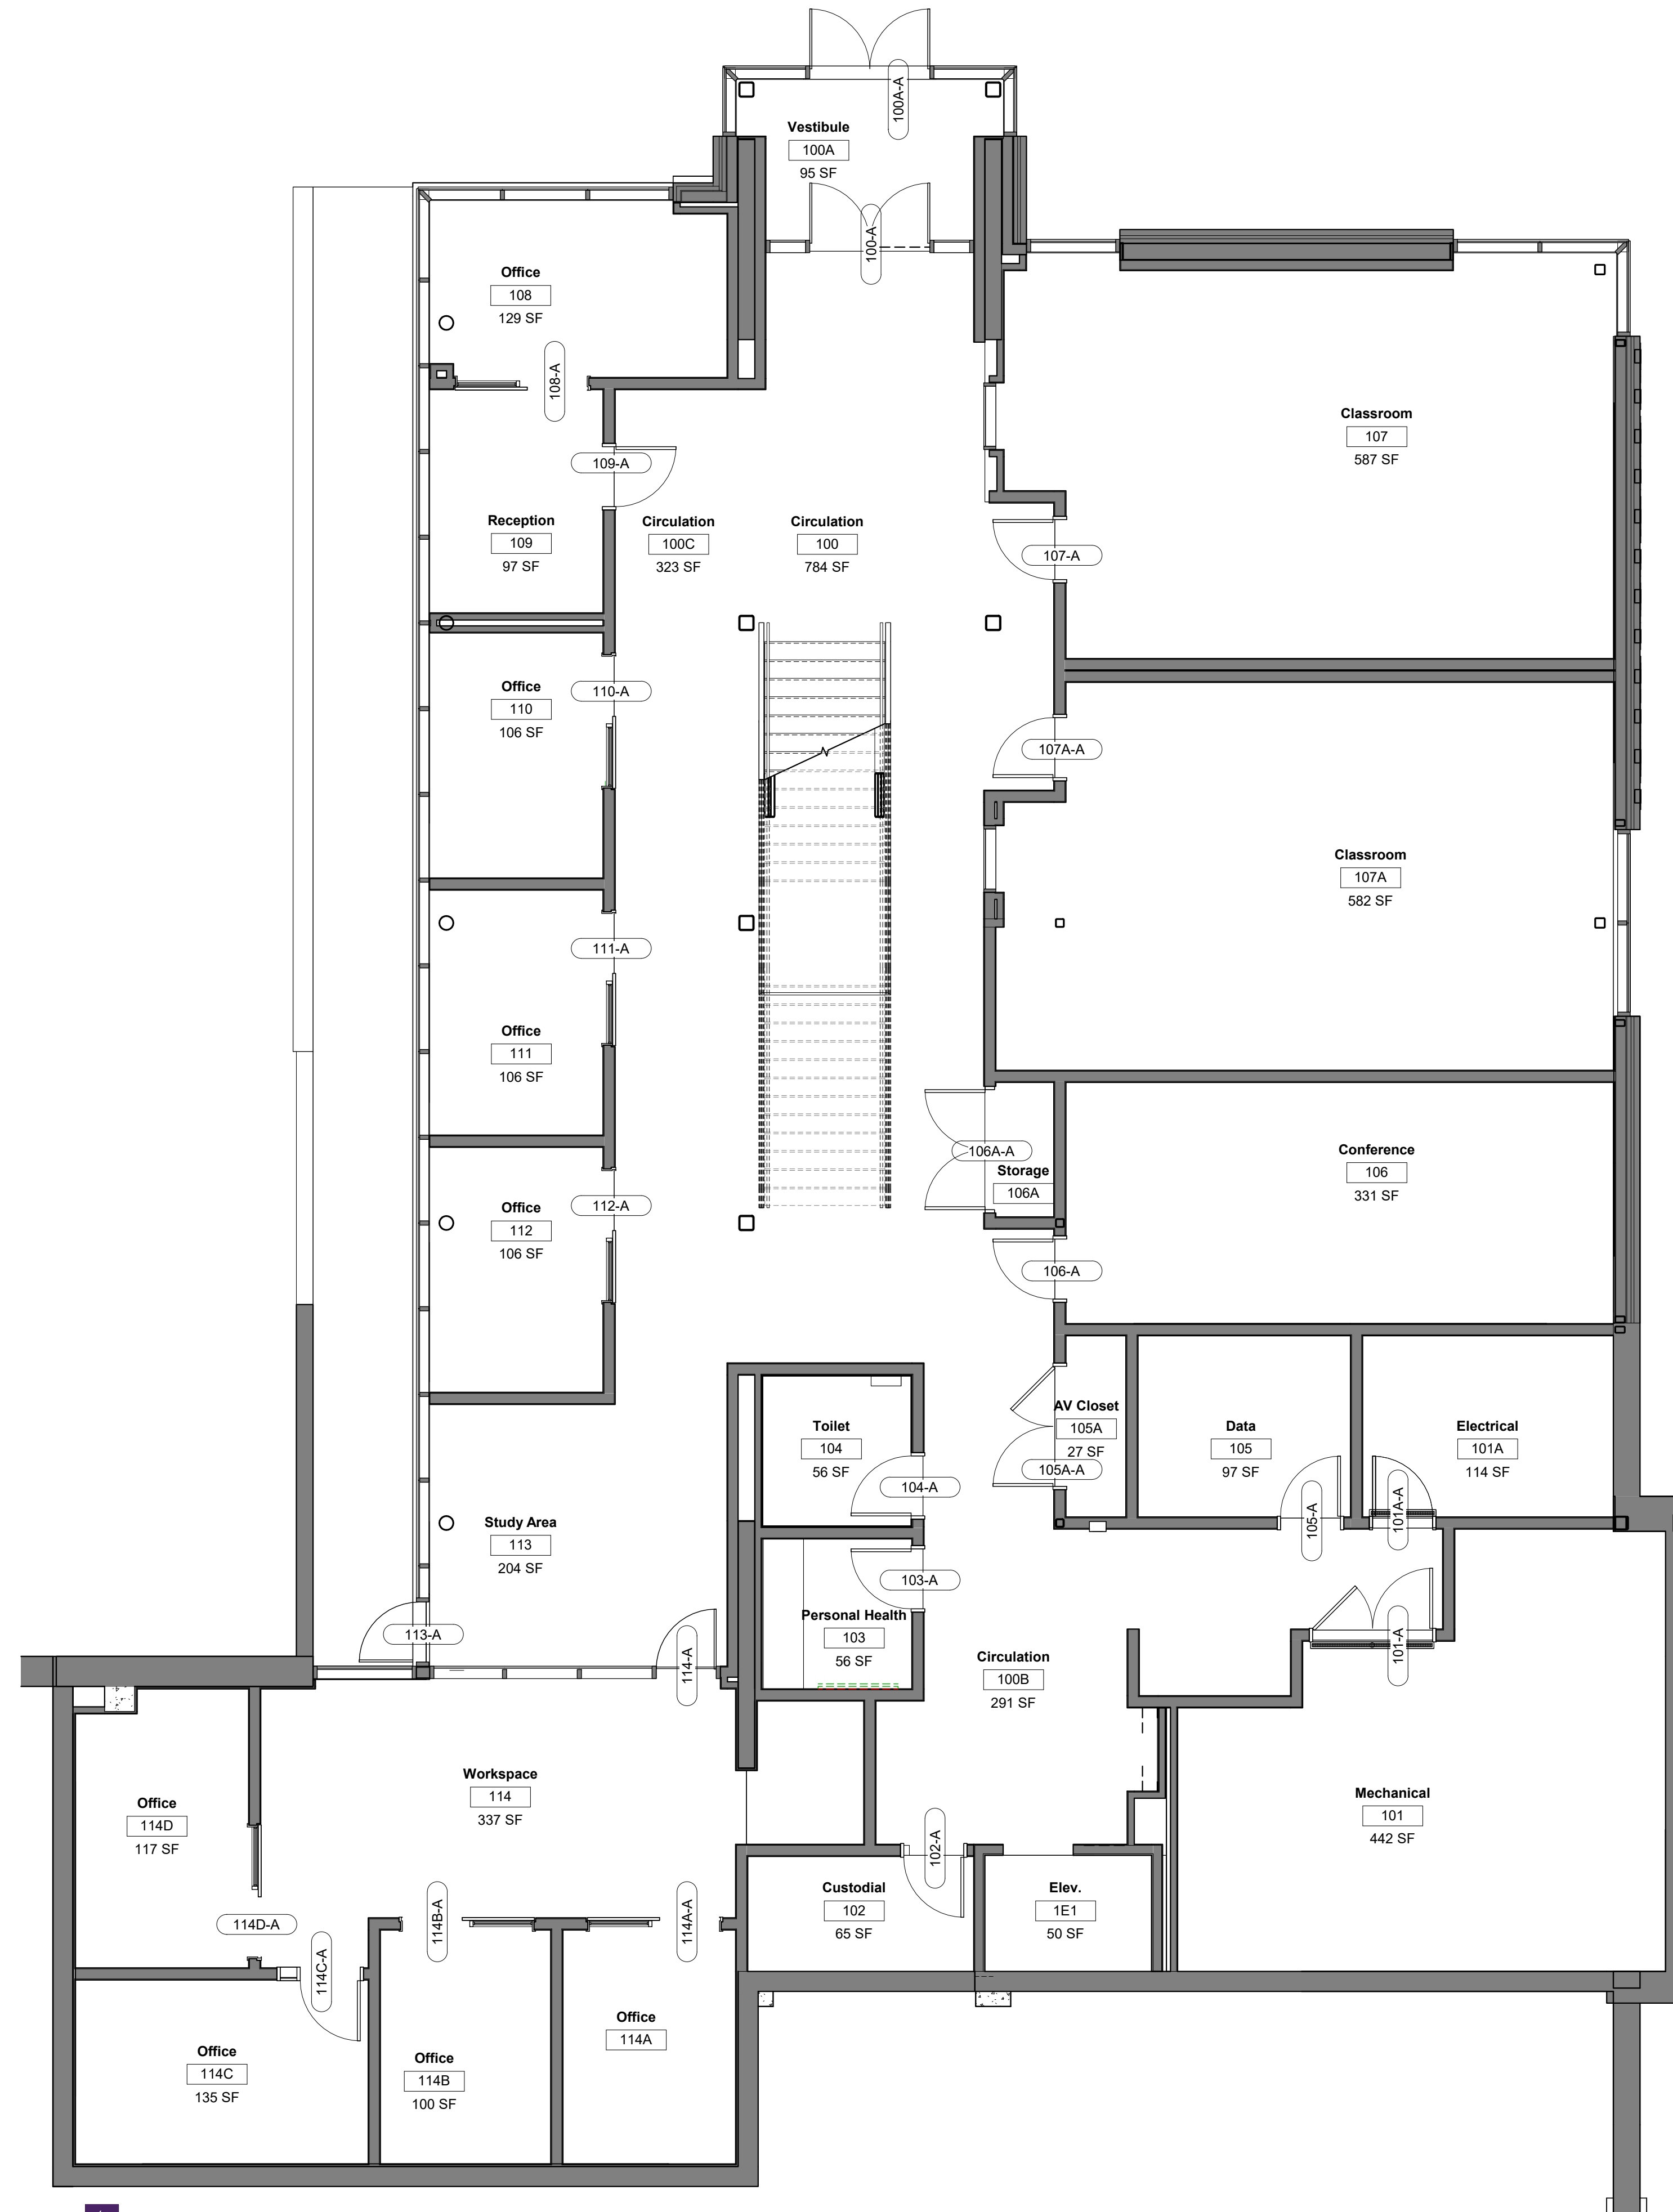 100A-A
Vestibule
100A
95 SF
100-A
Office
108
129 SF
108-A
109-A
Reception
109
97 SF
Circulation
100C
323 SF
Circulation
100
784 SF
Classroom
107
587 SF
107-A
Office
110
106 SF
110-A
107A-A
Classroom
107A
582 SF
111-A
Office
111
106 SF
106A-A
Storage
106A
Conference
106
331 SF
Office
112
106 SF
112-A
106-A
Toilet
104
56 SF
104-A
AV Closet
105A
27 SF
105A-A
Data
105
97 SF
105-A
Electrical
101A
114 SF
101A-A
Study Area
113
204 SF
113-A
114-A
103-A
Personal Health
103
56 SF
Circulation
100B
291 SF
101-A
Office
114D
117 SF
114D-A
Workspace
114
337 SF
Mechanical
101
442 SF
102-A
Custodial
102
65 SF
Elev.
1E1
50 SF
114B-A
114A-A
114C-A
Office
114C
135 SF
Office
114B
100 SF
Office
114A